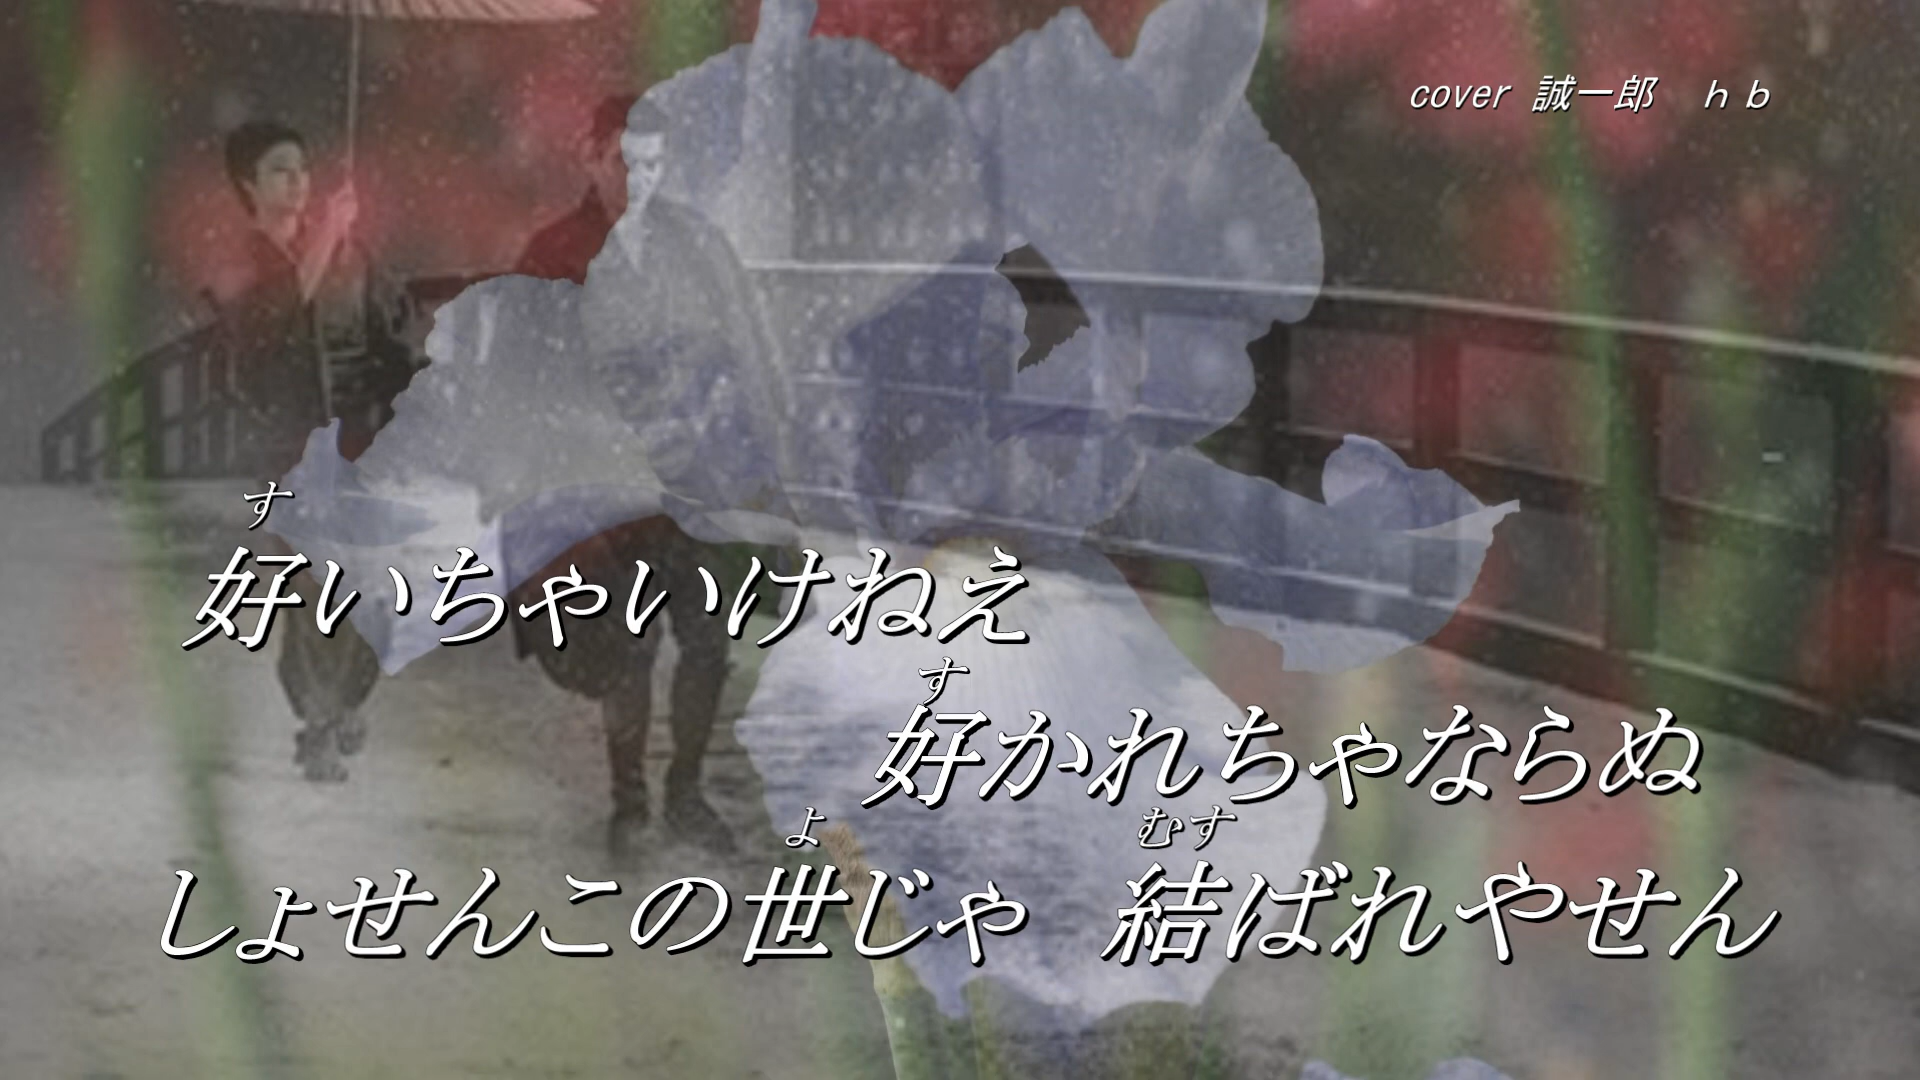 cover 誠一郎　ｈｂ
す
好いちゃいけねえ
す
好かれちゃならぬ
よ　むす
しょせんこの世じゃ　結ばれやせん